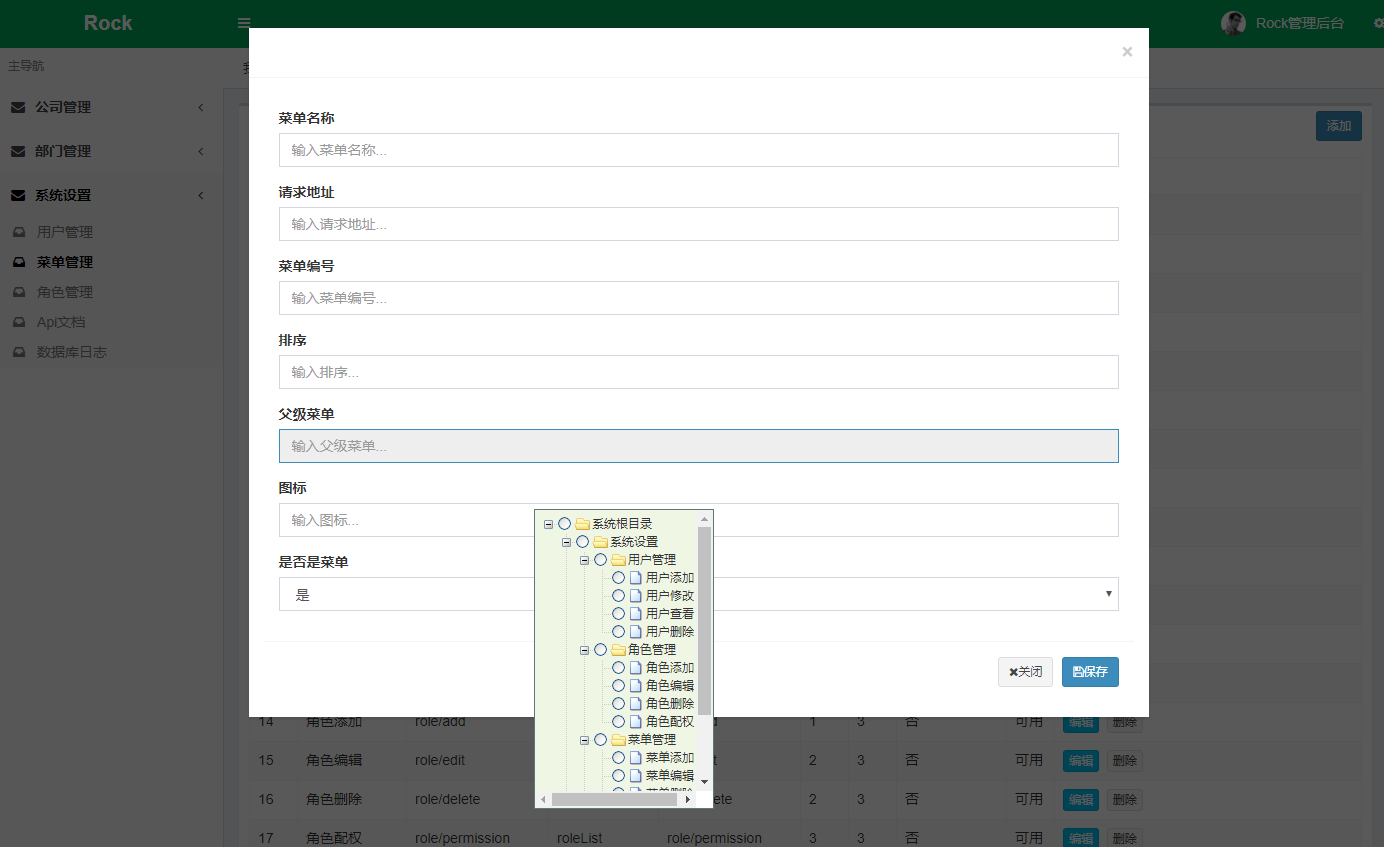 Rock
Rock管理后台
主导航
公司管理
部门管理
系统设置
用户管理
菜单管理
角色管理
Api文档
数据库日志
添加
×
菜单名称
输入菜单名称...
请求地址
输入请求地址...
菜单编号
输入菜单编号...
排序
输入排序...
父级菜单
输入父级菜单...
图标
输入图标...
是否是菜单
是
系统根目录
系统设置
用户管理
用户添加
用户修改
用户查看
用户删除
角色管理
角色添加
角色编辑
角色删除
角色配权
菜单管理
菜单添加
菜单编辑
菜单删除
关闭
保存
14 角色添加 role/add 1 3 否 可用 编辑 删除
15 角色编辑 role/edit 2 3 否 可用 编辑 删除
16 角色删除 role/delete 2 3 否 可用 编辑 删除
17 角色配权 role/permission roleList role/permission 3 3 否 可用 编辑 删除